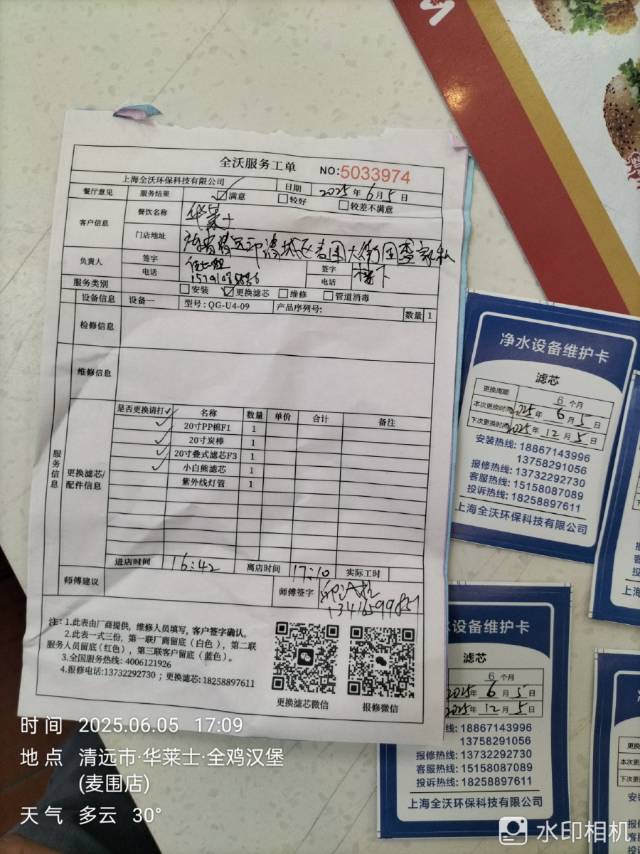 全沃服务工单
NO:5033974
上海全沃环保科技有限公司
日期 2025年6月5日
餐厅意见 服务结果 ☑满意 □较好 □较差不满意
客户信息 餐饮名称 华莱士
门店地址
负责人 签字 签字 楼下
电话 电话
服务类别 □安装 ☑更换滤芯 □维修 □管道消毒
设备信息 设备一 型号: QG-U4-09 产品序列号: 数量 1
检修信息
维修信息
服务信息
更换滤芯/配件信息
是否更换请打✓ 名称 数量 单价 合计 备注
✓ 20寸PP棉F1 1
✓ 20寸炭棒 1
✓ 20寸叠式滤芯F3 1
✓ 小白熊滤芯 1
紫外线灯管 1
进店时间 16:42 离店时间 17:10 实际工时
师傅建议 师傅签字
注: 1.此表由厂商提供, 维修人员填写, 客户签字确认。
2.此表一式三份, 第一联厂商留底(白色), 第二联
服务人员留底(红色), 第三联客户留底(蓝色)。
3.全国服务热线: 4006121926
4.报修电话: 13732292730; 更换滤芯: 18258897611
更换滤芯微信 报修微信
净水设备维护卡
滤芯
更换周期 6 个月
本次更换时间 2025年6月5日
下次更换时间 2025年12月5日
安装热线: 18867143996
13758291056
报修热线: 13732292730
客服热线: 15158087089
投诉热线: 18258897611
上海全沃环保科技有限公司
设备维护卡
滤芯
6 个月
2025年6月5日
2025年12月5日
线: 18867143996
13758291056
报修热线: 13732292730
客服热线: 15158087089
投诉热线: 18258897611
上海全沃环保科技有限公司
时间 2025.06.05 17:09
地点 清远市·华莱士·全鸡汉堡
(麦围店)
天气 多云 30°
水印相机